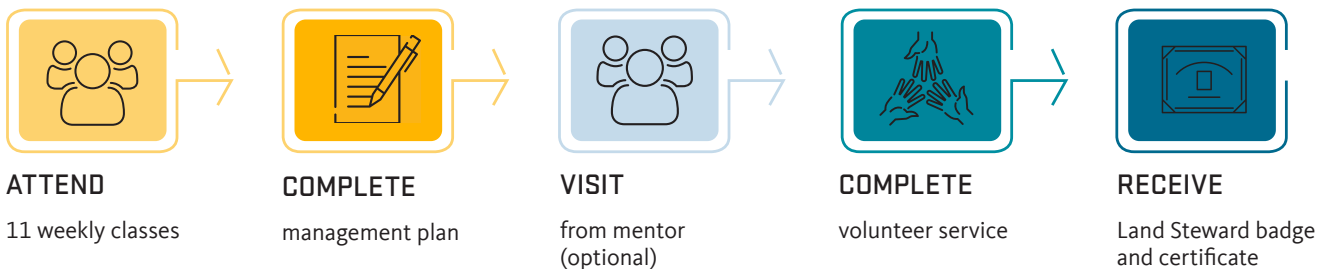 ATTEND
11 weekly classes
COMPLETE
management plan
VISIT
from mentor
(optional)
COMPLETE
volunteer service
RECEIVE
Land Steward badge
and certificate